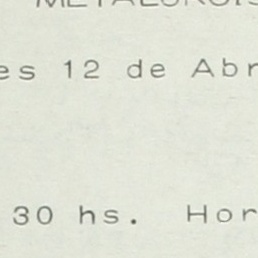 es 12 de Abr
30 hs. Hor